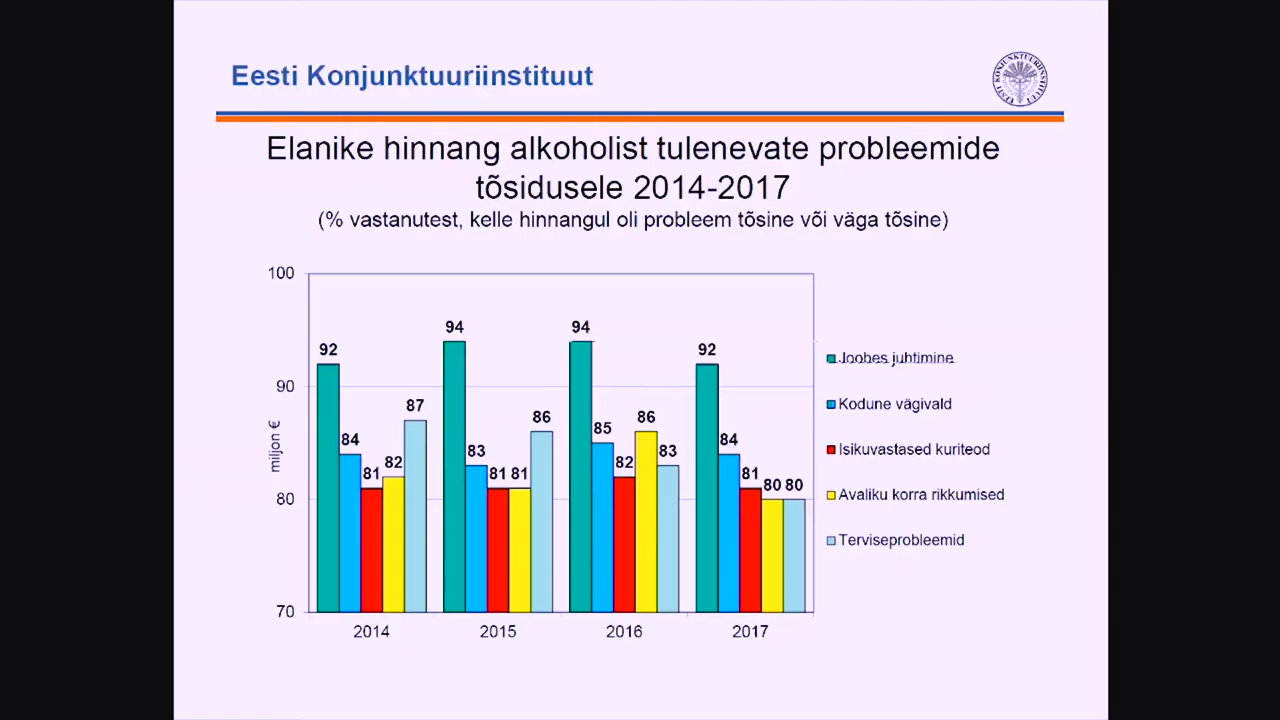 Eesti Konjunktuuriinstituut
EESTI KONJUNKTUURIINSTITUUT
Elanike hinnang alkoholist tulenevate probleemide
tõsidusele 2014-2017
(% vastanutest, kelle hinnangul oli probleem tõsine või väga tõsine)
100
90
80
70
miljon €
92
84
81
82
87
94
83
81
81
86
94
85
82
86
83
92
84
81
80
80
2014
2015
2016
2017
Joobes juhtimine
Kodune vägivald
Isikuvastased kuriteod
Avaliku korra rikkumised
Terviseprobleemid